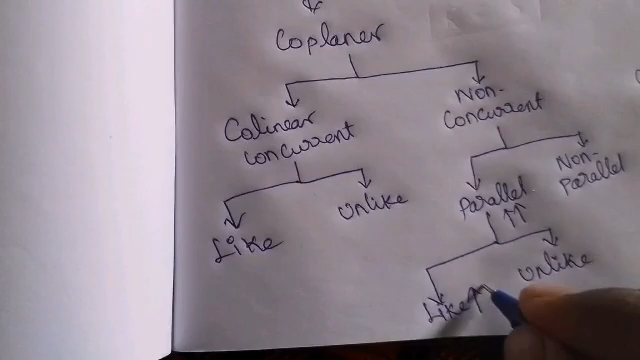 Coplaner
Colinear
concurrent
Non-
Concurrent
Like
unlike
Parallel
Non-
Parallel
Like
unlike